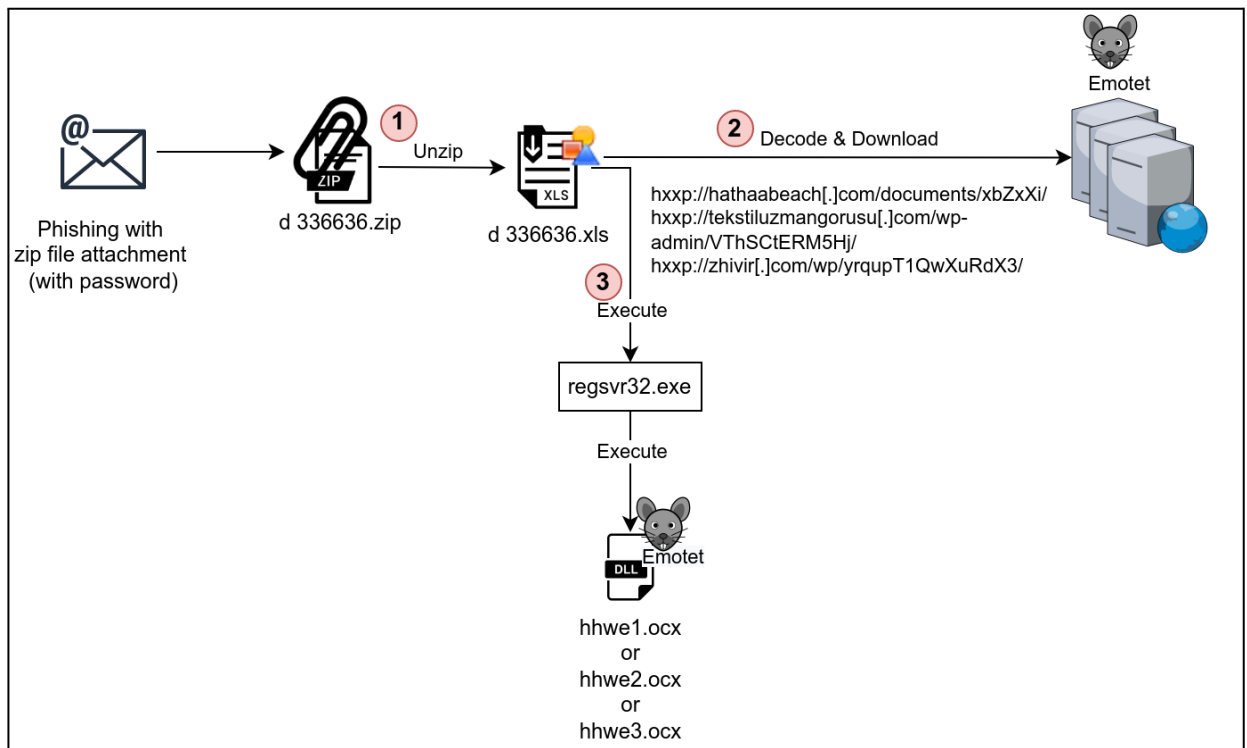 Emotet
@
1
2
Unzip
Decode & Download
ZIP
XLS
d 336636.zip
d 336636.xls
Phishing with
zip file attachment
(with password)
hxxp://hathaabeach[.]com/documents/xbZxXi/
hxxp://tekstiluzmangorusu[.]com/wp-
admin/VThSCtERM5Hj/
hxxp://zhivir[.]com/wp/yrqupT1QwXuRdX3/
3
Execute
regsvr32.exe
Execute
Emotet
DLL
hhwe1.ocx
or
hhwe2.ocx
or
hhwe3.ocx